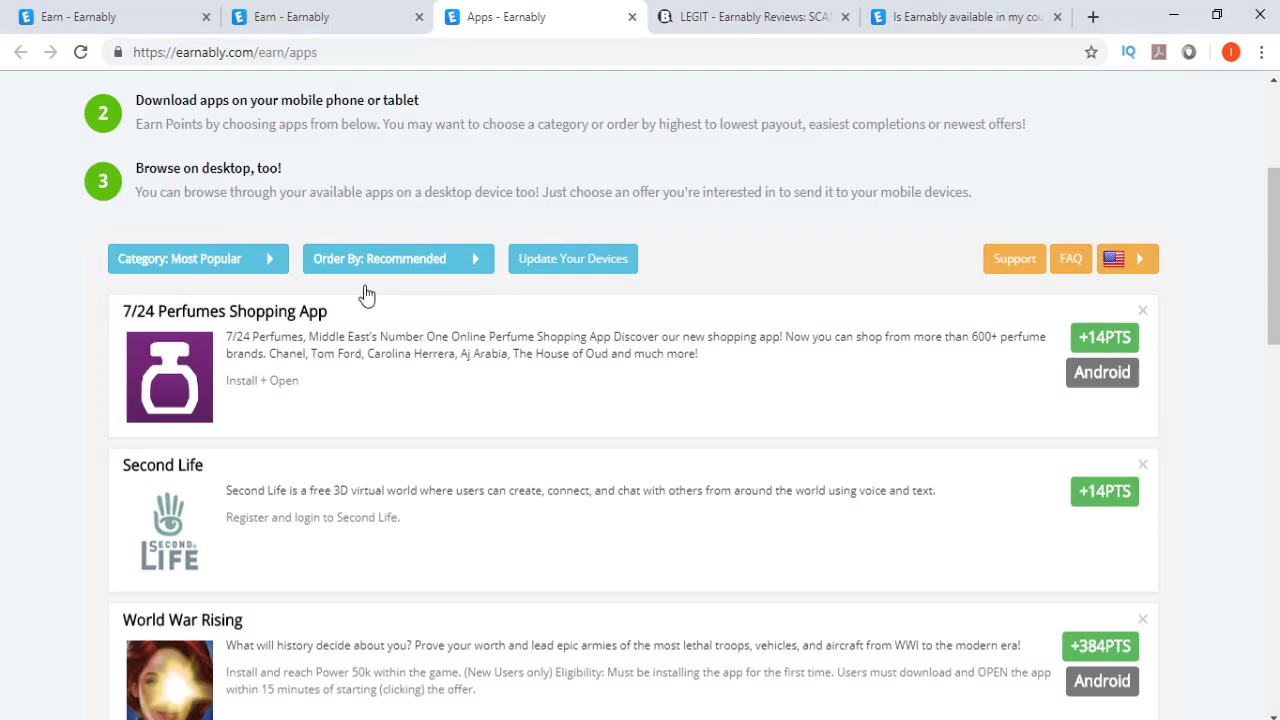 Earn - Earnably
Earn - Earnably
Apps - Earnably
LEGIT - Earnably Reviews: SCA
Is Earnably available in my cou
https://earnably.com/earn/apps
IQ
I
2
Download apps on your mobile phone or tablet
Earn Points by choosing apps from below. You may want to choose a category or order by highest to lowest payout, easiest completions or newest offers!
3
Browse on desktop, too!
You can browse through your available apps on a desktop device too! Just choose an offer you're interested in to send it to your mobile devices.
Category: Most Popular
Order By: Recommended
Update Your Devices
Support
FAQ
7/24 Perfumes Shopping App
7/24 Perfumes, Middle East's Number One Online Perfume Shopping App Discover our new shopping app! Now you can shop from more than 600+ perfume
brands. Chanel, Tom Ford, Carolina Herrera, Aj Arabia, The House of Oud and much more!
Install + Open
+14PTS
Android
Second Life
Second Life is a free 3D virtual world where users can create, connect, and chat with others from around the world using voice and text.
Register and login to Second Life.
+14PTS
SECOND
LIFE
World War Rising
What will history decide about you? Prove your worth and lead epic armies of the most lethal troops, vehicles, and aircraft from WWI to the modern era!
Install and reach Power 50k within the game. (New Users only) Eligibility: Must be installing the app for the first time. Users must download and OPEN the app
within 15 minutes of starting (clicking) the offer.
+384PTS
Android